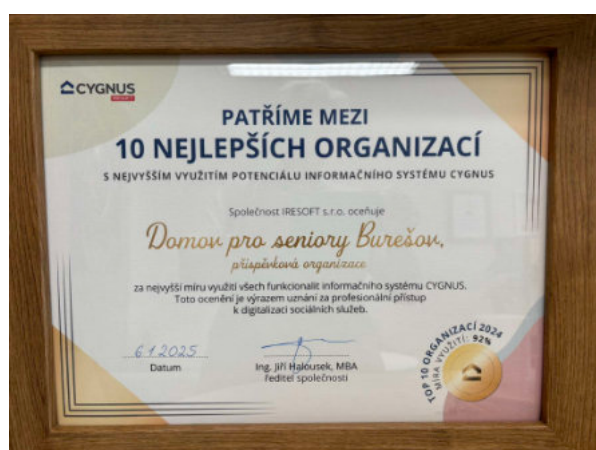 CYGNUS
IRESOFT
PATŘÍME MEZI
10 NEJLEPŠÍCH ORGANIZACÍ
S NEJVYŠŠÍM VYUŽITÍM POTENCIÁLU INFORMAČNÍHO SYSTÉMU CYGNUS
Společnost IRESOFT s.r.o. oceňuje
Domov pro seniory Burešov,
příspěvková organizace
za nejvyšší míru využití všech funkcionalit informačního systému CYGNUS.
Toto ocenění je výrazem uznání za profesionální přístup
k digitalizaci sociálních služeb.
6.1.2025
Datum
Ing. Jiří Halousek, MBA
ředitel společnosti
TOP 10 ORGANIZACÍ 2024
MÍRA VYUŽITÍ: 92%